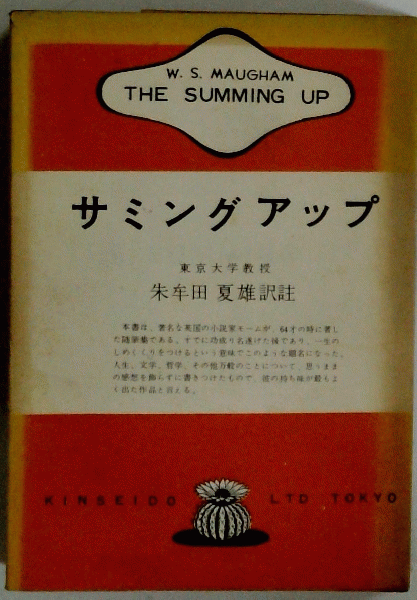 W. S. MAUGHAM
THE SUMMING UP
サミングアップ
東京大学教授
朱牟田 夏雄訳註
本書は、著名な英国の小説家モームが、64才の時に著し
た随筆集である。すでに功成り名遂げた後であり、一生の
しめくくりをつけるという意味でこのような題名になった。
人生、文学、哲学、その他万般のことについて、思うまま
の感想を飾らずに書きつけたもので、彼の持ち味が最もよ
く出た作品と言える。
KINSEIDO LTD TOKYO